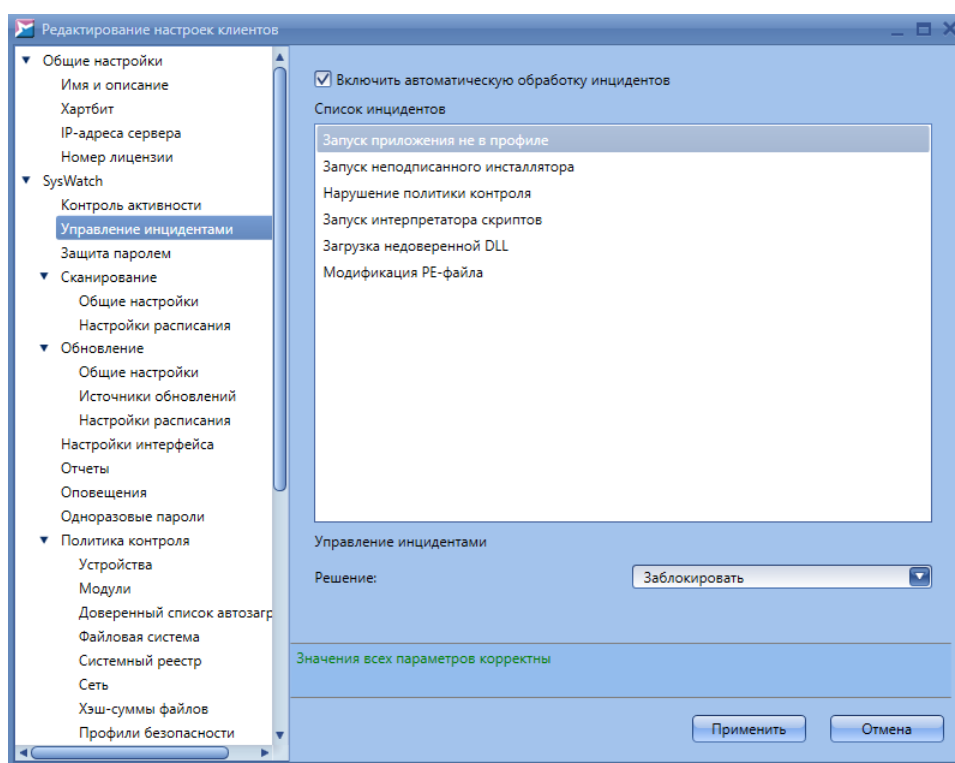 Редактирование настроек клиентов
Общие настройки
Имя и описание
Хартбит
IP-адреса сервера
Номер лицензии
SysWatch
Контроль активности
Управление инцидентами
Защита паролем
Сканирование
Общие настройки
Настройки расписания
Обновление
Общие настройки
Источники обновлений
Настройки расписания
Настройки интерфейса
Отчеты
Оповещения
Одноразовые пароли
Политика контроля
Устройства
Модули
Доверенный список автозагр
Файловая система
Системный реестр
Сеть
Хэш-суммы файлов
Профили безопасности
Включить автоматическую обработку инцидентов
Список инцидентов
Запуск приложения не в профиле
Запуск неподписанного инсталлятора
Нарушение политики контроля
Запуск интерпретатора скриптов
Загрузка недоверенной DLL
Модификация PE-файла
Управление инцидентами
Решение: Заблокировать
Значения всех параметров корректны
Применить Отмена